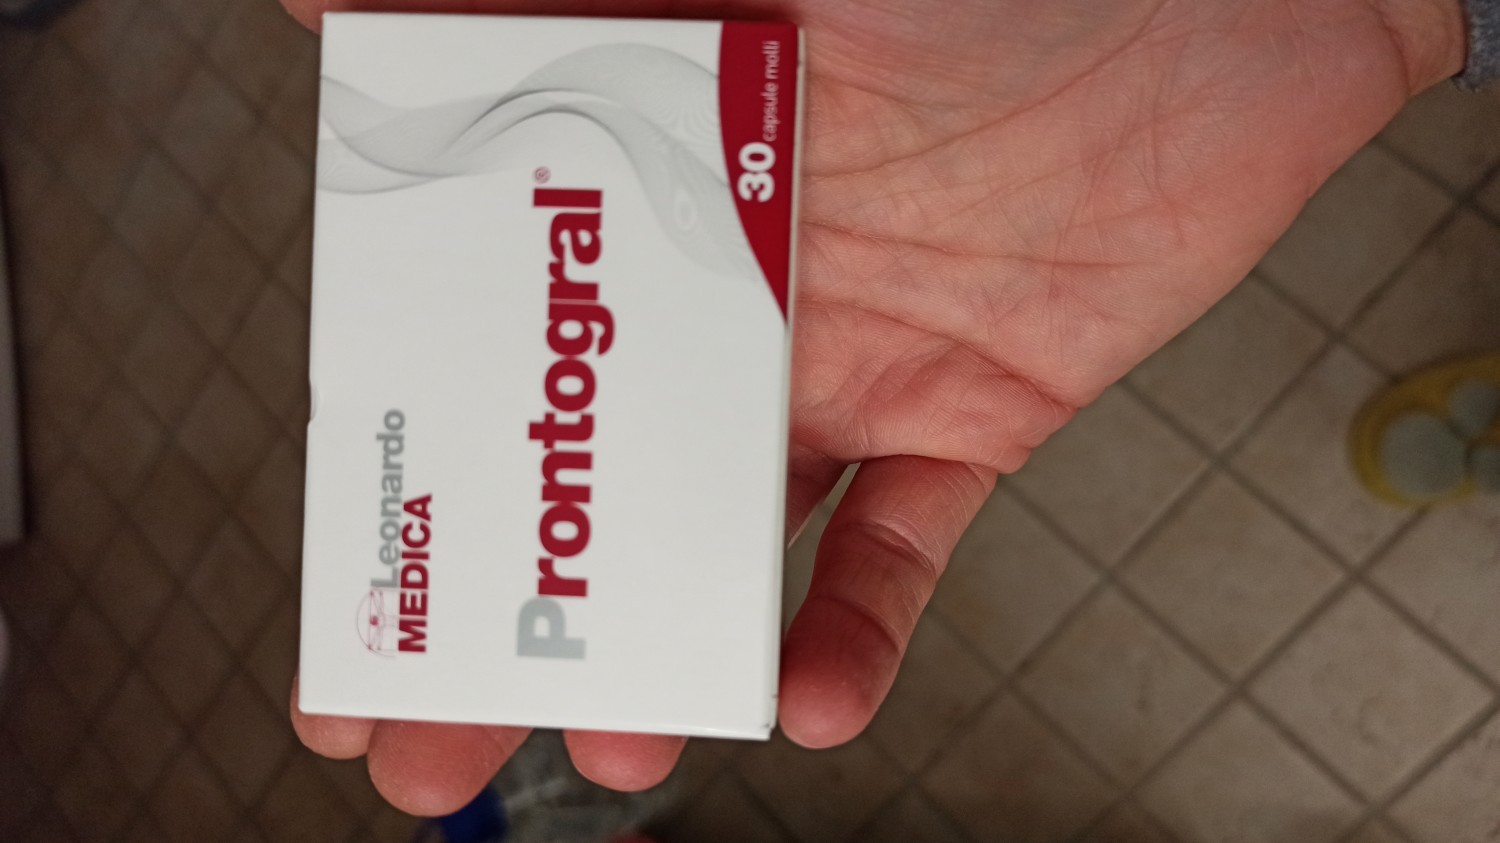 Leonardo
MEDICA
Prontogral®
30 capsule molli